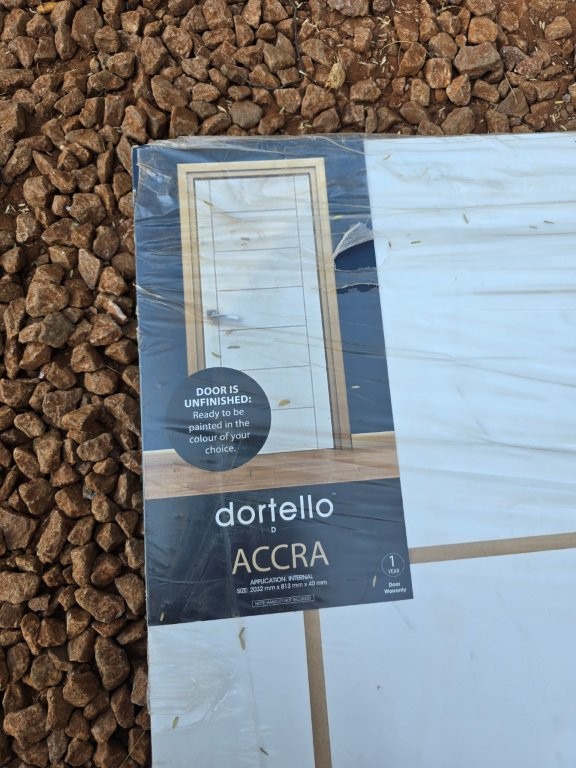 DOOR IS
UNFINISHED:
Ready to be
painted in the
colour of your
choice.
dortello
D
ACCRA
APPLICATION: INTERNAL
SIZE: 2032 mm x 813 mm x 40 mm
1
YEAR
Door
Warranty